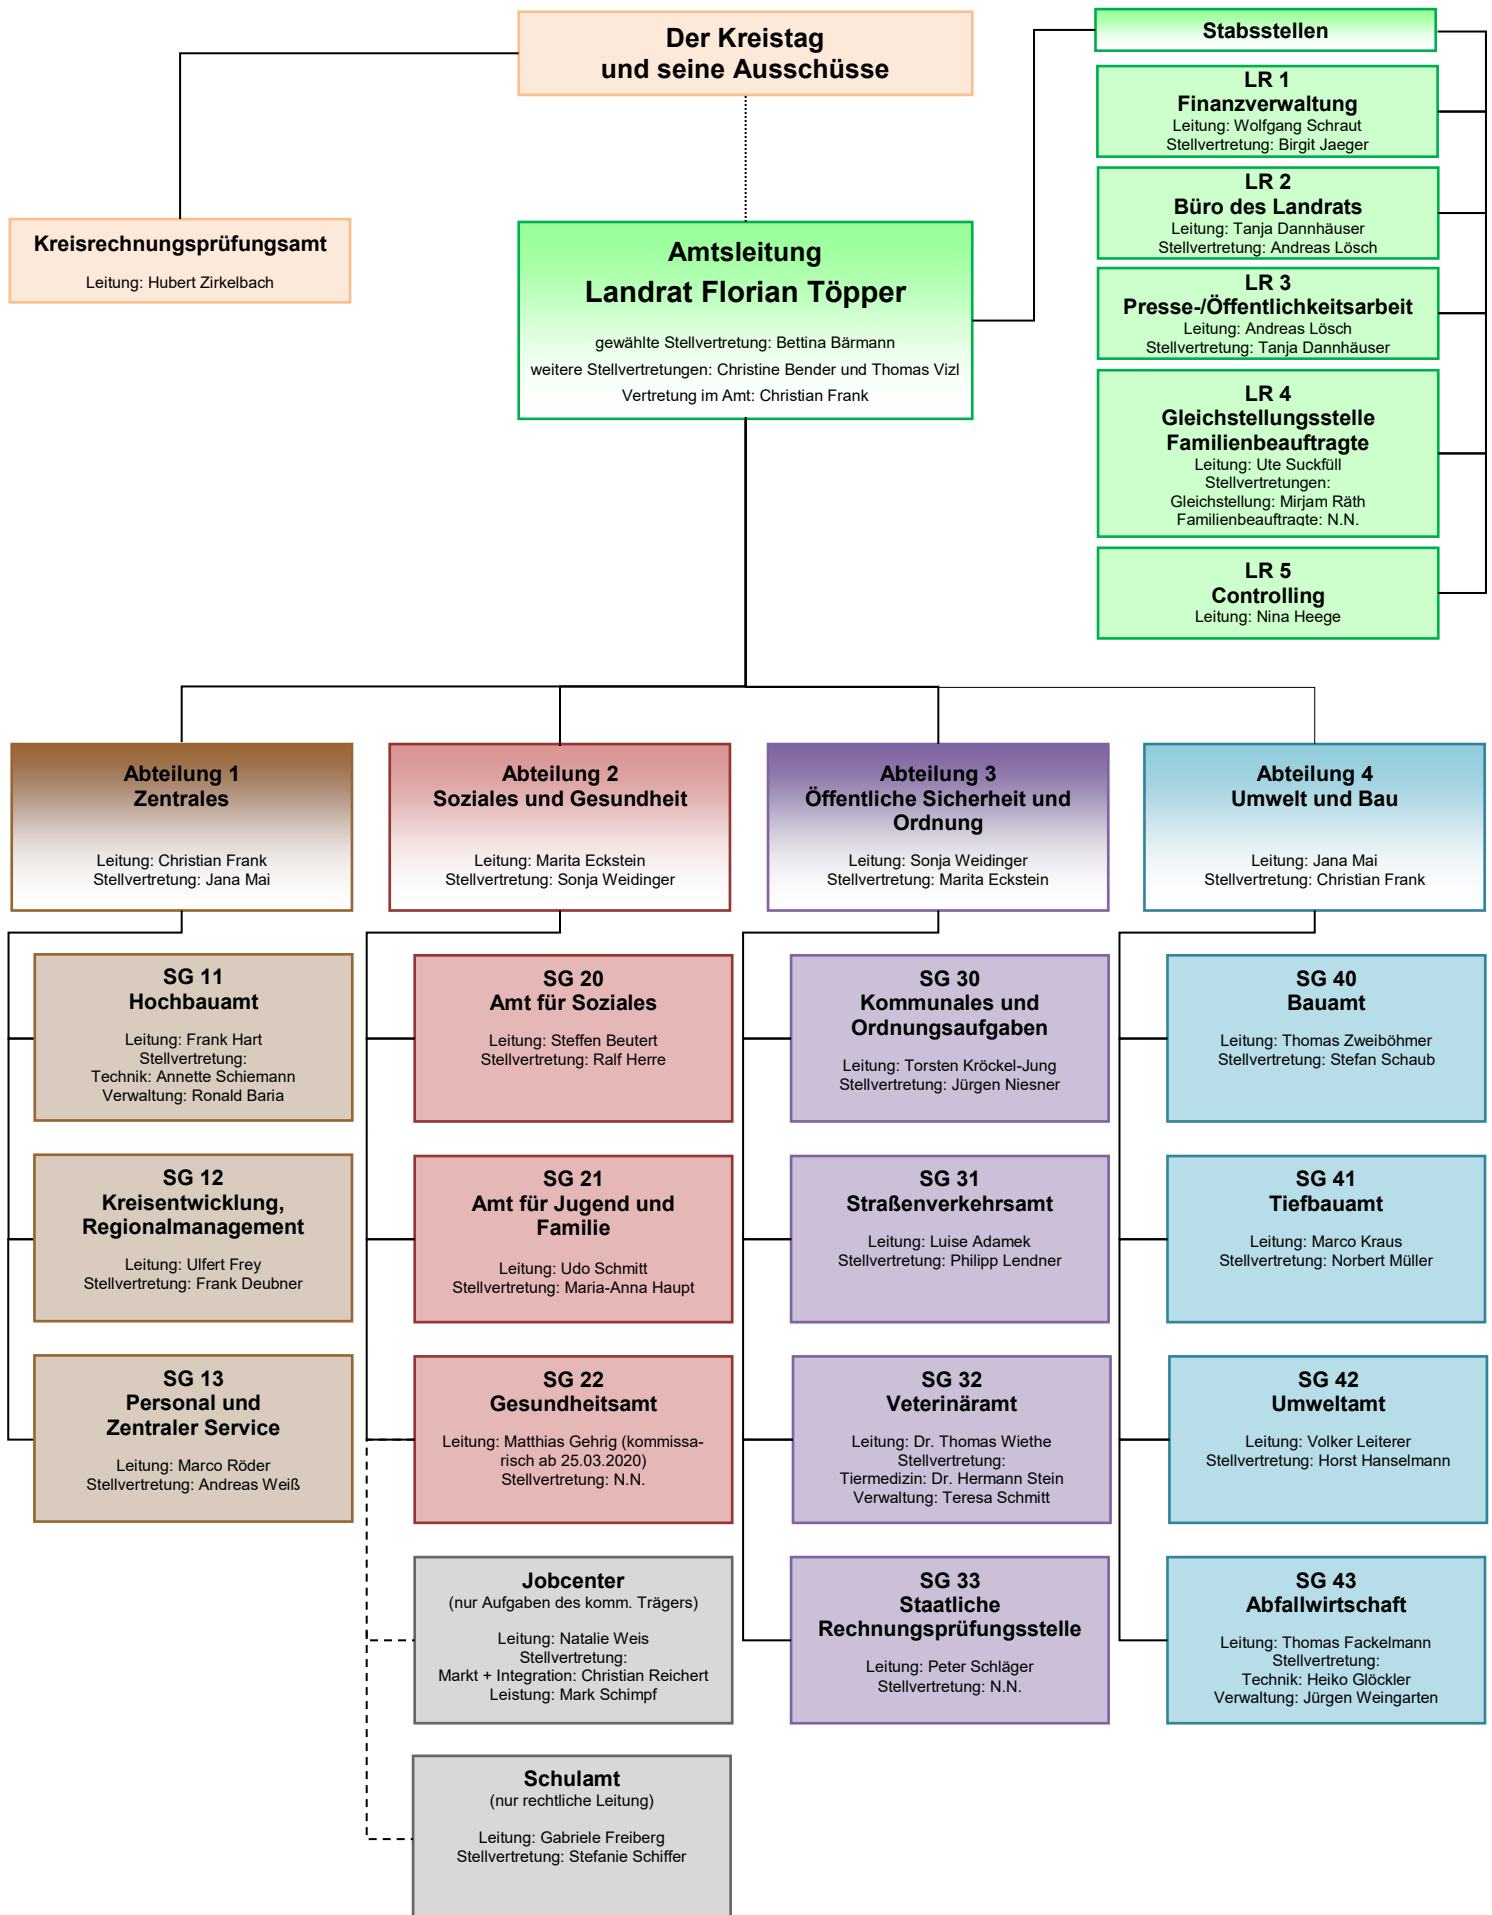 Der Kreistag
und seine Ausschüsse
Kreisrechnungsprüfungsamt
Leitung: Hubert Zirkelbach
Amtsleitung
Landrat Florian Töpper
gewählte Stellvertretung: Bettina Bärmann
weitere Stellvertretungen: Christine Bender und Thomas Vizl
Vertretung im Amt: Christian Frank
Stabsstellen
LR 1
Finanzverwaltung
Leitung: Wolfgang Schraut
Stellvertretung: Birgit Jaeger
LR 2
Büro des Landrats
Leitung: Tanja Dannhäuser
Stellvertretung: Andreas Lösch
LR 3
Presse-/Öffentlichkeitsarbeit
Leitung: Andreas Lösch
Stellvertretung: Tanja Dannhäuser
LR 4
Gleichstellungsstelle
Familienbeauftragte
Leitung: Ute Suckfüll
Stellvertretungen:
Gleichstellung: Mirjam Räth
Familienbeauftragte: N.N.
LR 5
Controlling
Leitung: Nina Heege
Abteilung 1
Zentrales
Leitung: Christian Frank
Stellvertretung: Jana Mai
SG 11
Hochbauamt
Leitung: Frank Hart
Stellvertretung:
Technik: Annette Schiemann
Verwaltung: Ronald Baria
SG 12
Kreisentwicklung,
Regionalmanagement
Leitung: Ulfert Frey
Stellvertretung: Frank Deubner
SG 13
Personal und
Zentraler Service
Leitung: Marco Röder
Stellvertretung: Andreas Weiß
Abteilung 2
Soziales und Gesundheit
Leitung: Marita Eckstein
Stellvertretung: Sonja Weidinger
SG 20
Amt für Soziales
Leitung: Steffen Beutert
Stellvertretung: Ralf Herre
SG 21
Amt für Jugend und
Familie
Leitung: Udo Schmitt
Stellvertretung: Maria-Anna Haupt
SG 22
Gesundheitsamt
Leitung: Matthias Gehrig (kommissa-
risch ab 25.03.2020)
Stellvertretung: N.N.
Jobcenter
(nur Aufgaben des komm. Trägers)
Leitung: Natalie Weis
Stellvertretung:
Markt + Integration: Christian Reichert
Leistung: Mark Schimpf
Schulamt
(nur rechtliche Leitung)
Leitung: Gabriele Freiberg
Stellvertretung: Stefanie Schiffer
Abteilung 3
Öffentliche Sicherheit und
Ordnung
Leitung: Sonja Weidinger
Stellvertretung: Marita Eckstein
SG 30
Kommunales und
Ordnungsaufgaben
Leitung: Torsten Kröckel-Jung
Stellvertretung: Jürgen Niesner
SG 31
Straßenverkehrsamt
Leitung: Luise Adamek
Stellvertretung: Philipp Lendner
SG 32
Veterinäramt
Leitung: Dr. Thomas Wiethe
Stellvertretung:
Tiermedizin: Dr. Hermann Stein
Verwaltung: Teresa Schmitt
SG 33
Staatliche
Rechnungsprüfungsstelle
Leitung: Peter Schläger
Stellvertretung: N.N.
Abteilung 4
Umwelt und Bau
Leitung: Jana Mai
Stellvertretung: Christian Frank
SG 40
Bauamt
Leitung: Thomas Zweiböhmer
Stellvertretung: Stefan Schaub
SG 41
Tiefbauamt
Leitung: Marco Kraus
Stellvertretung: Norbert Müller
SG 42
Umweltamt
Leitung: Volker Leiterer
Stellvertretung: Horst Hanselmann
SG 43
Abfallwirtschaft
Leitung: Thomas Fackelmann
Stellvertretung:
Technik: Heiko Glöckler
Verwaltung: Jürgen Weingarten